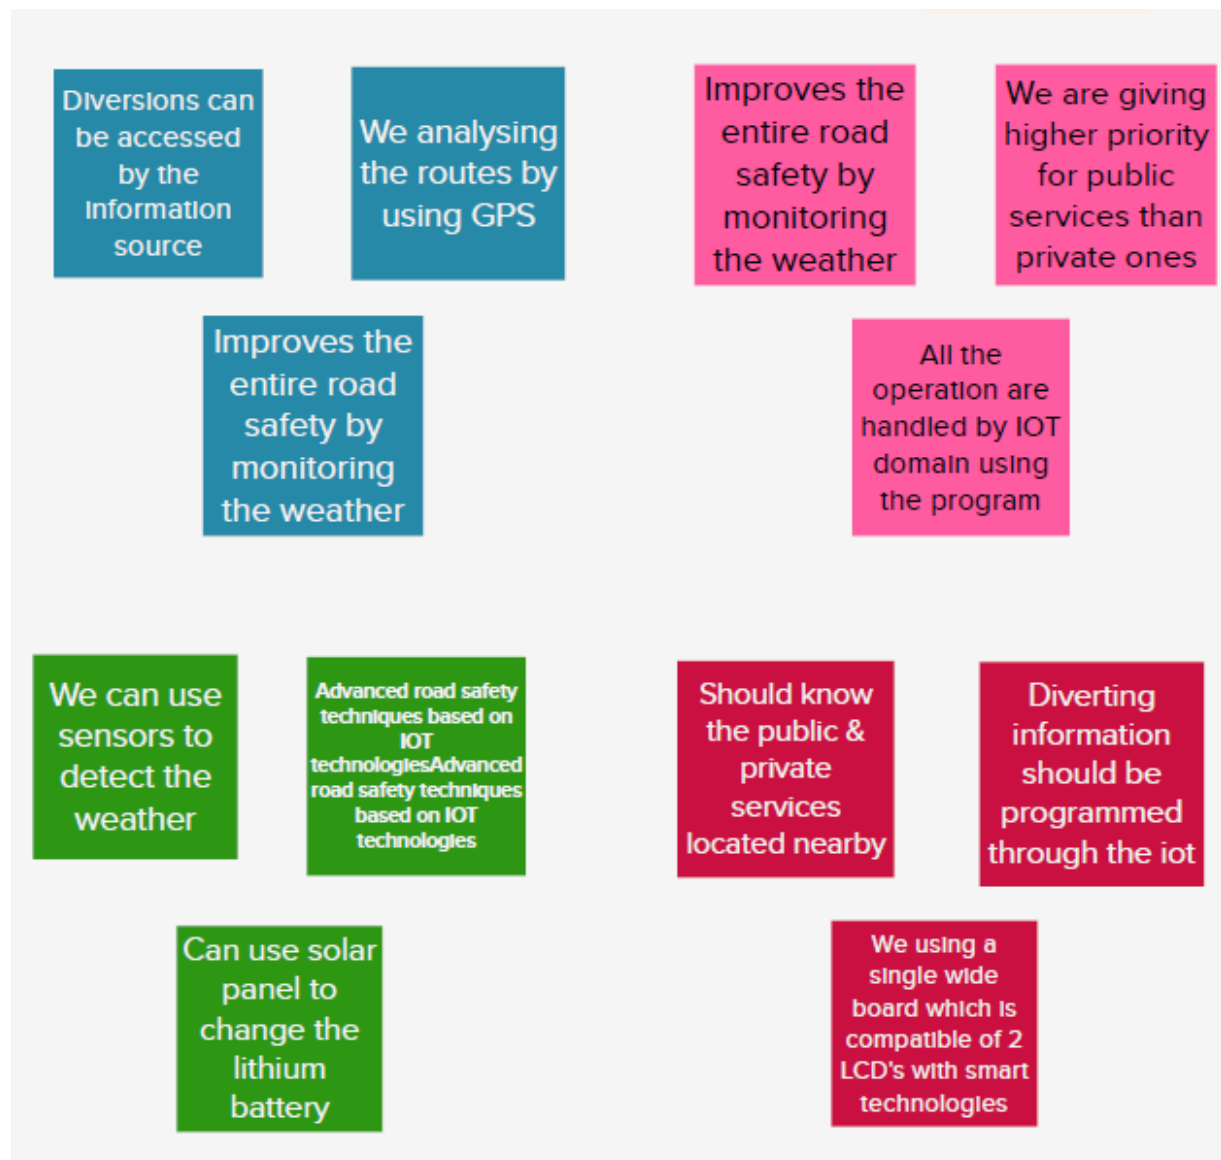 Diversions can
be accessed
by the
information
source
We analysing
the routes by
using GPS
Improves the
entire road
safety by
monitoring
the weather
Improves the
entire road
safety by
monitoring
the weather
We are giving
higher priority
for public
services than
private ones
All the
operation are
handled by IOT
domain using
the program
We can use
sensors to
detect the
weather
Advanced road safety
techniques based on
IOT
technologiesAdvanced
road safety techniques
based on IOT
technologies
Can use solar
panel to
change the
lithium
battery
Should know
the public &
private
services
located nearby
Diverting
information
should be
programmed
through the iot
We using a
single wide
board which is
compatible of 2
LCD's with smart
technologies